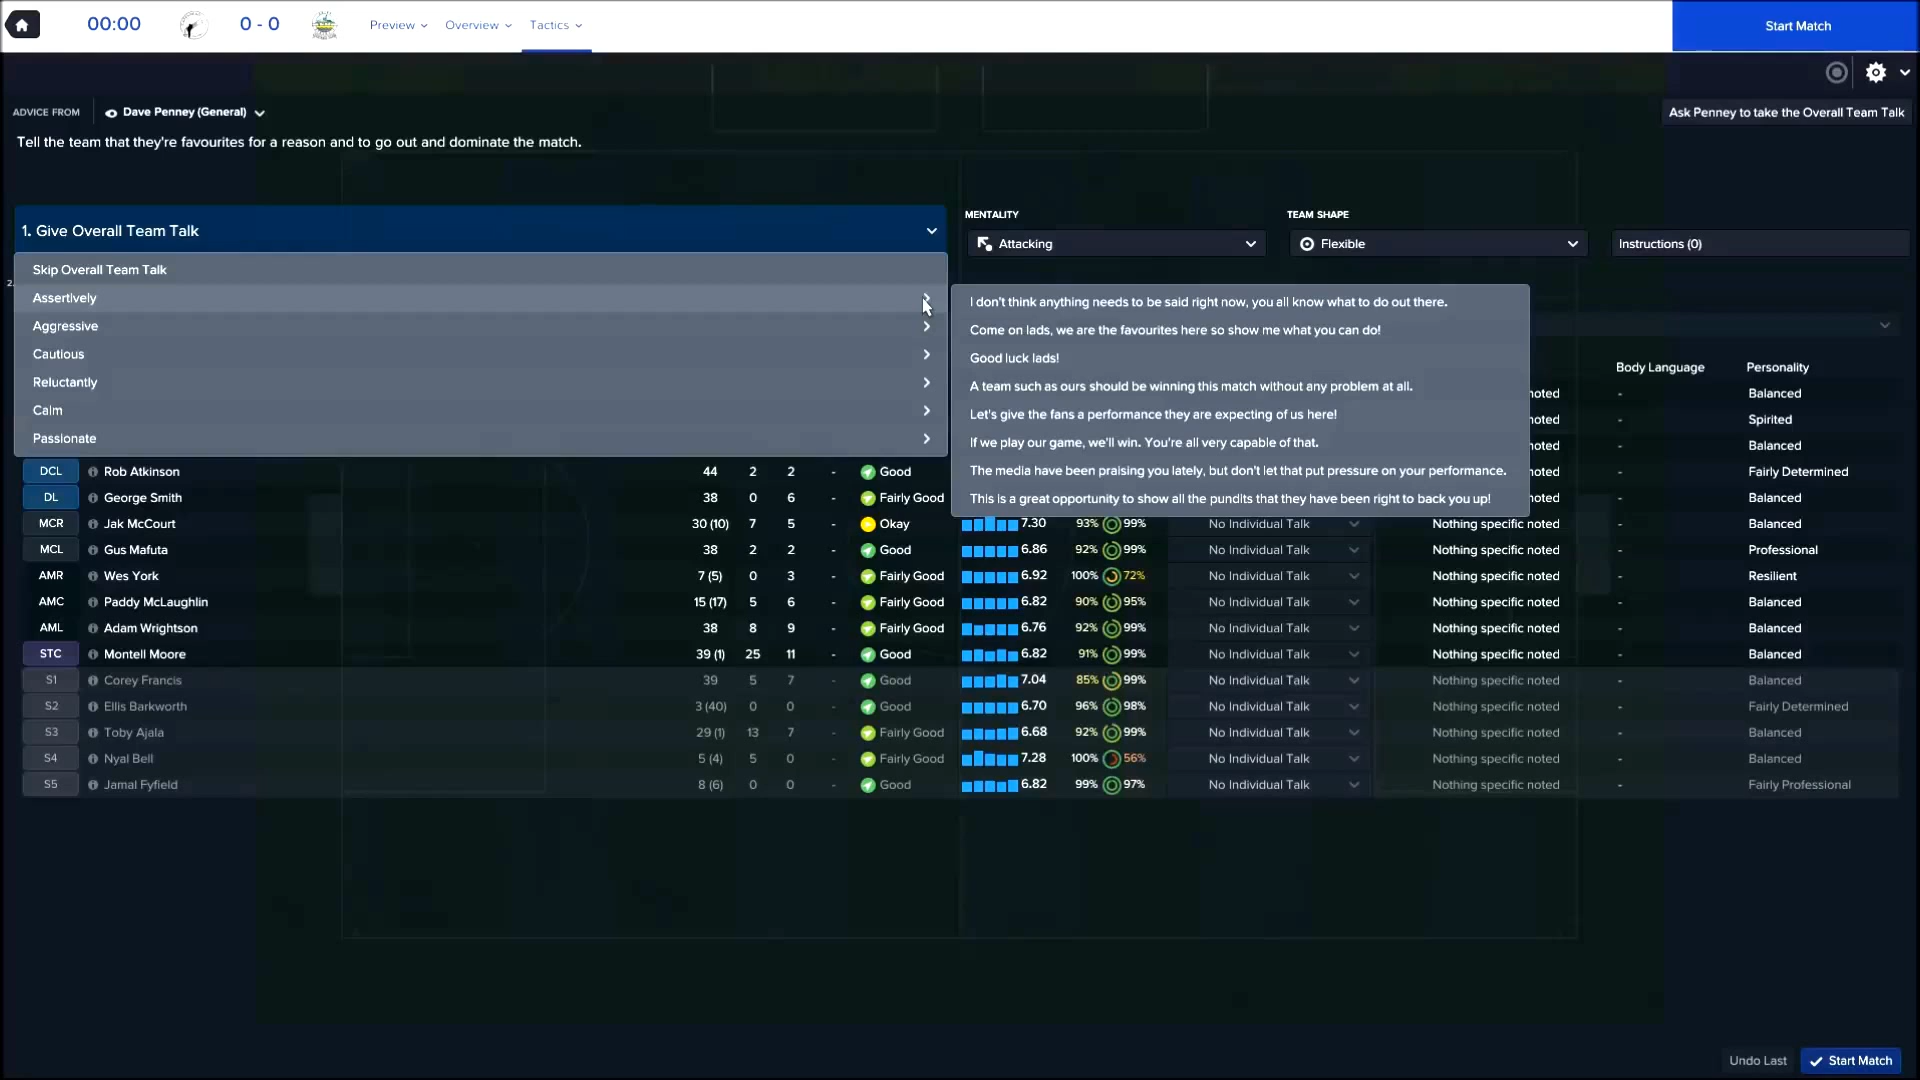 00:00
0 - 0
Preview
Overview
Tactics
Start Match
ADVICE FROM
Dave Penney (General)
Ask Penney to take the Overall Team Talk
Tell the team that they're favourites for a reason and to go out and dominate the match.
1. Give Overall Team Talk
MENTALITY
Attacking
TEAM SHAPE
Flexible
Instructions (0)
2.
Skip Overall Team Talk
Assertively
Aggressive
Cautious
Reluctantly
Calm
Passionate
I don't think anything needs to be said right now, you all know what to do out there.
Come on lads, we are the favourites here so show me what you can do!
Good luck lads!
A team such as ours should be winning this match without any problem at all.
Let's give the fans a performance they are expecting of us here!
If we play our game, we'll win. You're all very capable of that.
The media have been praising you lately, but don't let that put pressure on your performance.
This is a great opportunity to show all the pundits that they have been right to back you up!
Body Language Personality
noted - Balanced
noted - Spirited
noted - Balanced
DCL Rob Atkinson 44 2 2 - Good noted - Fairly Determined
DL George Smith 38 0 6 - Fairly Good noted - Balanced
MCR Jak McCourt 30 (10) 7 5 - Okay 7.30 93% 99% No Individual Talk Nothing specific noted - Balanced
MCL Gus Mafuta 38 2 2 - Good 6.86 92% 99% No Individual Talk Nothing specific noted - Professional
AMR Wes York 7 (5) 0 3 - Fairly Good 6.92 100% 72% No Individual Talk Nothing specific noted - Resilient
AMC Paddy McLaughlin 15 (17) 5 6 - Fairly Good 6.82 90% 95% No Individual Talk Nothing specific noted - Balanced
AML Adam Wrightson 38 8 9 - Fairly Good 6.76 92% 99% No Individual Talk Nothing specific noted - Balanced
STC Montell Moore 39 (1) 25 11 - Good 6.82 91% 99% No Individual Talk Nothing specific noted - Balanced
S1 Corey Francis 39 5 7 - Good 7.04 85% 99% No Individual Talk Nothing specific noted - Balanced
S2 Ellis Barkworth 3 (40) 0 0 - Good 6.70 96% 98% No Individual Talk Nothing specific noted - Fairly Determined
S3 Toby Ajala 29 (1) 13 7 - Fairly Good 6.68 92% 99% No Individual Talk Nothing specific noted - Balanced
S4 Nyal Bell 5 (4) 5 0 - Fairly Good 7.28 100% 56% No Individual Talk Nothing specific noted - Balanced
S5 Jamal Fyfield 8 (6) 0 0 - Good 6.82 99% 97% No Individual Talk Nothing specific noted - Fairly Professional
Undo Last
Start Match